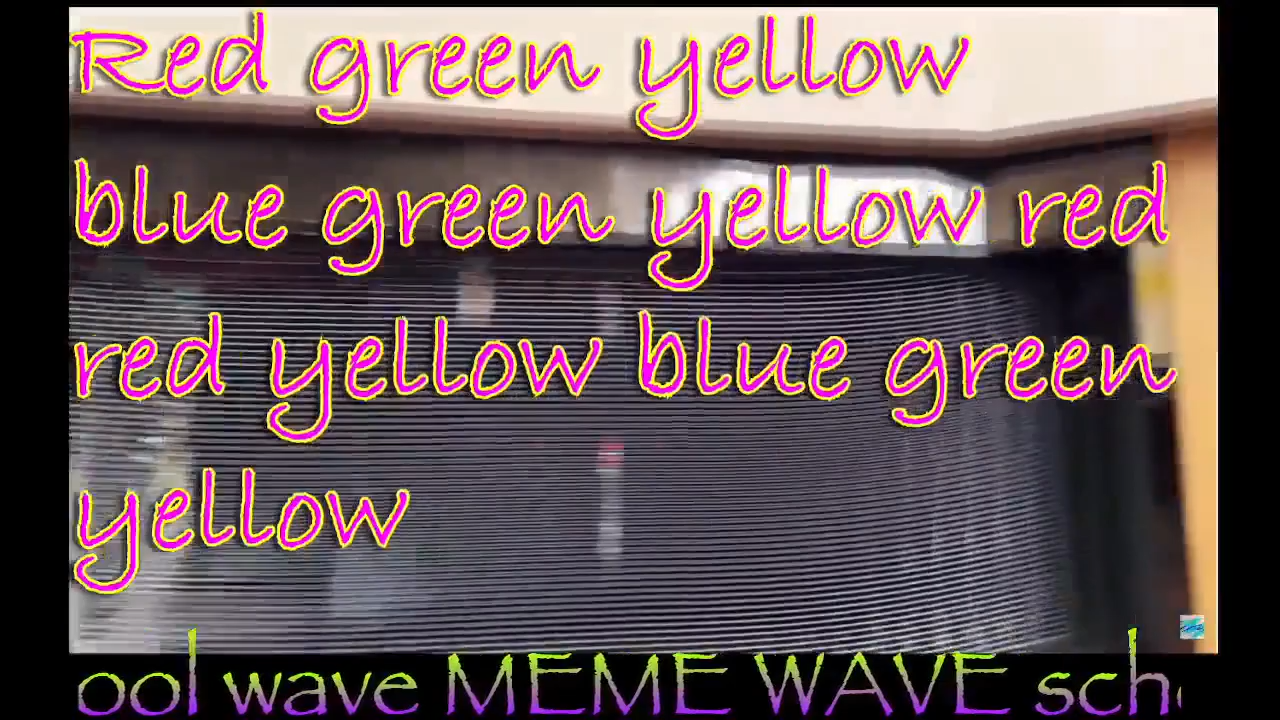 Red green yellow
blue green yellow red
red yellow blue green
yellow
ool wave MEME WAVE sch